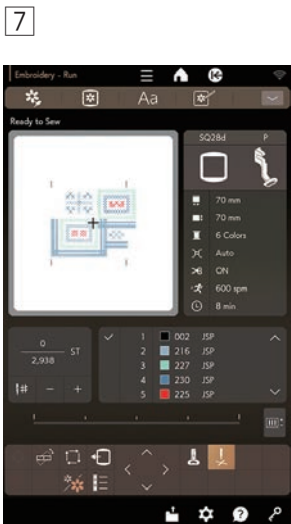 7
Embroidery - Run
Aa
Ready to Sew
SQ28d P
70 mm
70 mm
6 Colors
Auto
ON
600 spm
8 min
0
2,938 ST
# - +
1 002 JSP
2 216 JSP
3 227 JSP
4 230 JSP
5 225 JSP
?